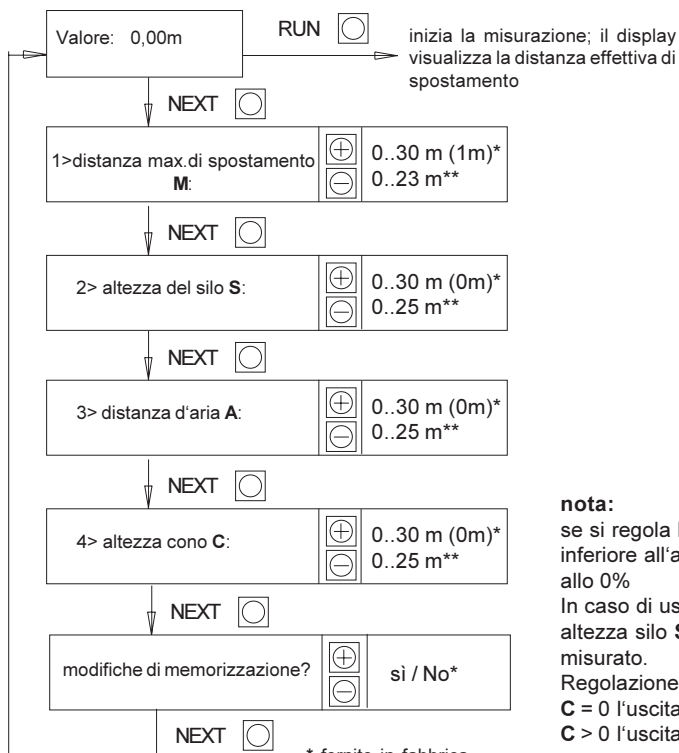 Valore: 0,00m
RUN
inizia la misurazione; il display
visualizza la distanza effettiva di
spostamento
NEXT
1>distanza max.di spostamento
M:
0..30 m (1m)*
0..23 m**
NEXT
2> altezza del silo S:
0..30 m (0m)*
0..25 m**
NEXT
3> distanza d‘aria A:
0..30 m (0m)*
0..25 m**
NEXT
4> altezza cono C:
0..30 m (0m)*
0..25 m**
NEXT
modifiche di memorizzazione?
sì / No*
NEXT
* fornito in fabbrica
nota:
se si regola
inferiore all‘a
allo 0%
In caso di us
altezza silo S
misurato.
Regolazione
C = 0 l‘uscita
C > 0 l‘uscita